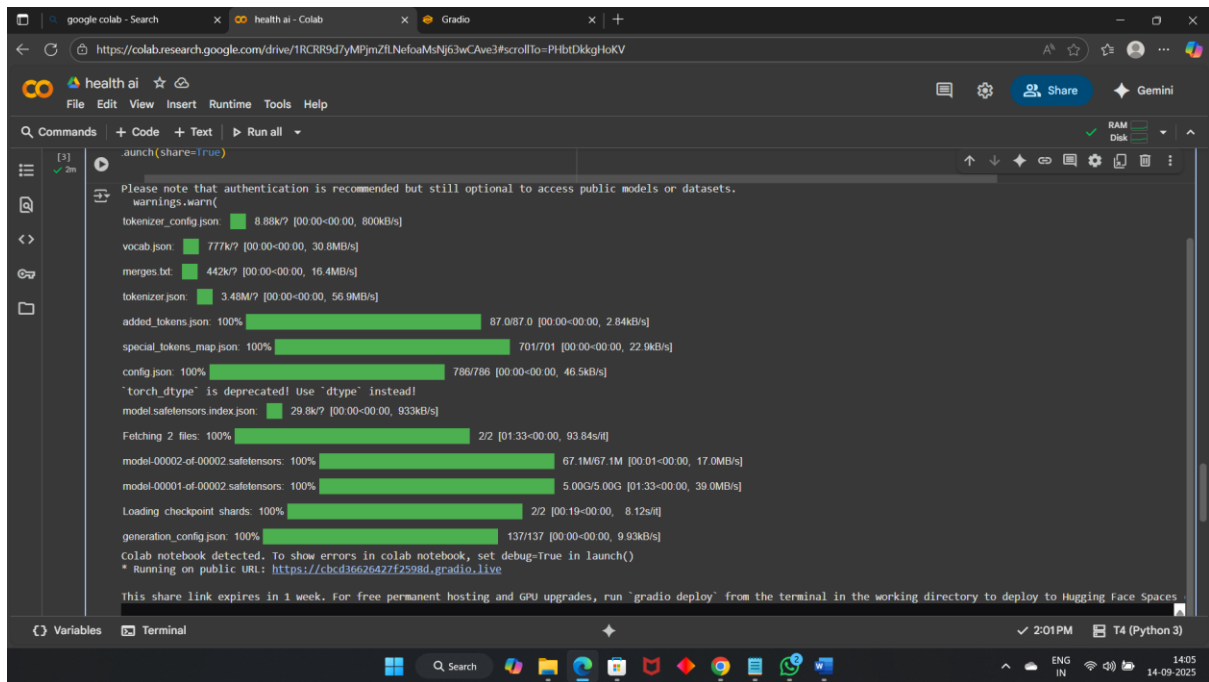 google colab - Search
health ai - Colab
Gradio
https://colab.research.google.com/drive/1RCRR9d7yMPjmZfLNefoaMsNj63wCAve3#scrollTo=PHbtDkkgHoKV
health ai
Share
Gemini
File Edit View Insert Runtime Tools Help
Commands + Code + Text Run all
RAM
Disk
[3]
2m
.aunch(share=True)
Please note that authentication is recommended but still optional to access public models or datasets.
warnings.warn(
tokenizer_config.json: 8.88k/? [00:00<00:00, 800kB/s]
vocab.json: 777k/? [00:00<00:00, 30.8MB/s]
merges.txt: 442k/? [00:00<00:00, 16.4MB/s]
tokenizer.json: 3.48M/? [00:00<00:00, 56.9MB/s]
added_tokens.json: 100% 87.0/87.0 [00:00<00:00, 2.84kB/s]
special_tokens_map.json: 100% 701/701 [00:00<00:00, 22.9kB/s]
config.json: 100% 786/786 [00:00<00:00, 46.5kB/s]
`torch_dtype` is deprecated! Use `dtype` instead!
model.safetensors.index.json: 29.8k/? [00:00<00:00, 933kB/s]
Fetching 2 files: 100% 2/2 [01:33<00:00, 93.84s/it]
model-00002-of-00002.safetensors: 100% 67.1M/67.1M [00:01<00:00, 17.0MB/s]
model-00001-of-00002.safetensors: 100% 5.00G/5.00G [01:33<00:00, 39.0MB/s]
Loading checkpoint shards: 100% 2/2 [00:19<00:00, 8.12s/it]
generation_config.json: 100% 137/137 [00:00<00:00, 9.93kB/s]
Colab notebook detected. To show errors in colab notebook, set debug=True in launch()
* Running on public URL: https://cbcd36626427f2598d.gradio.live
This share link expires in 1 week. For free permanent hosting and GPU upgrades, run `gradio deploy` from the terminal in the working directory to deploy to Hugging Face Spaces
Variables Terminal
2:01 PM T4 (Python 3)
Search
2
ENG
IN
14:05
14-09-2025